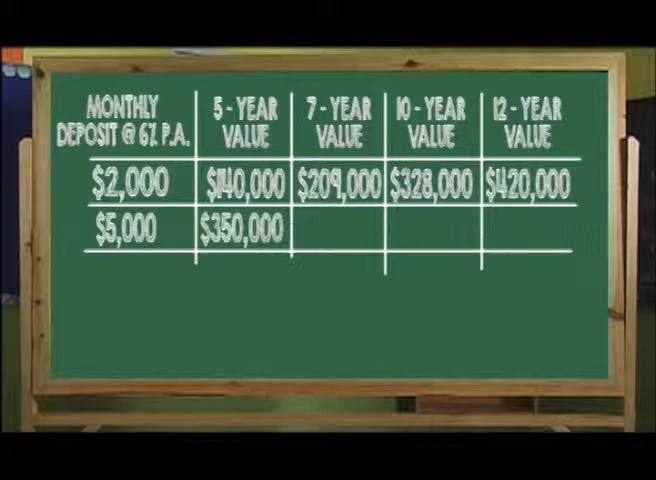 MONTHLY DEPOSIT @ 6% P.A. 5 - YEAR VALUE 7 - YEAR VALUE 10 - YEAR VALUE 12 - YEAR VALUE
$2,000 $140,000 $209,000 $328,000 $420,000
$5,000 $350,000